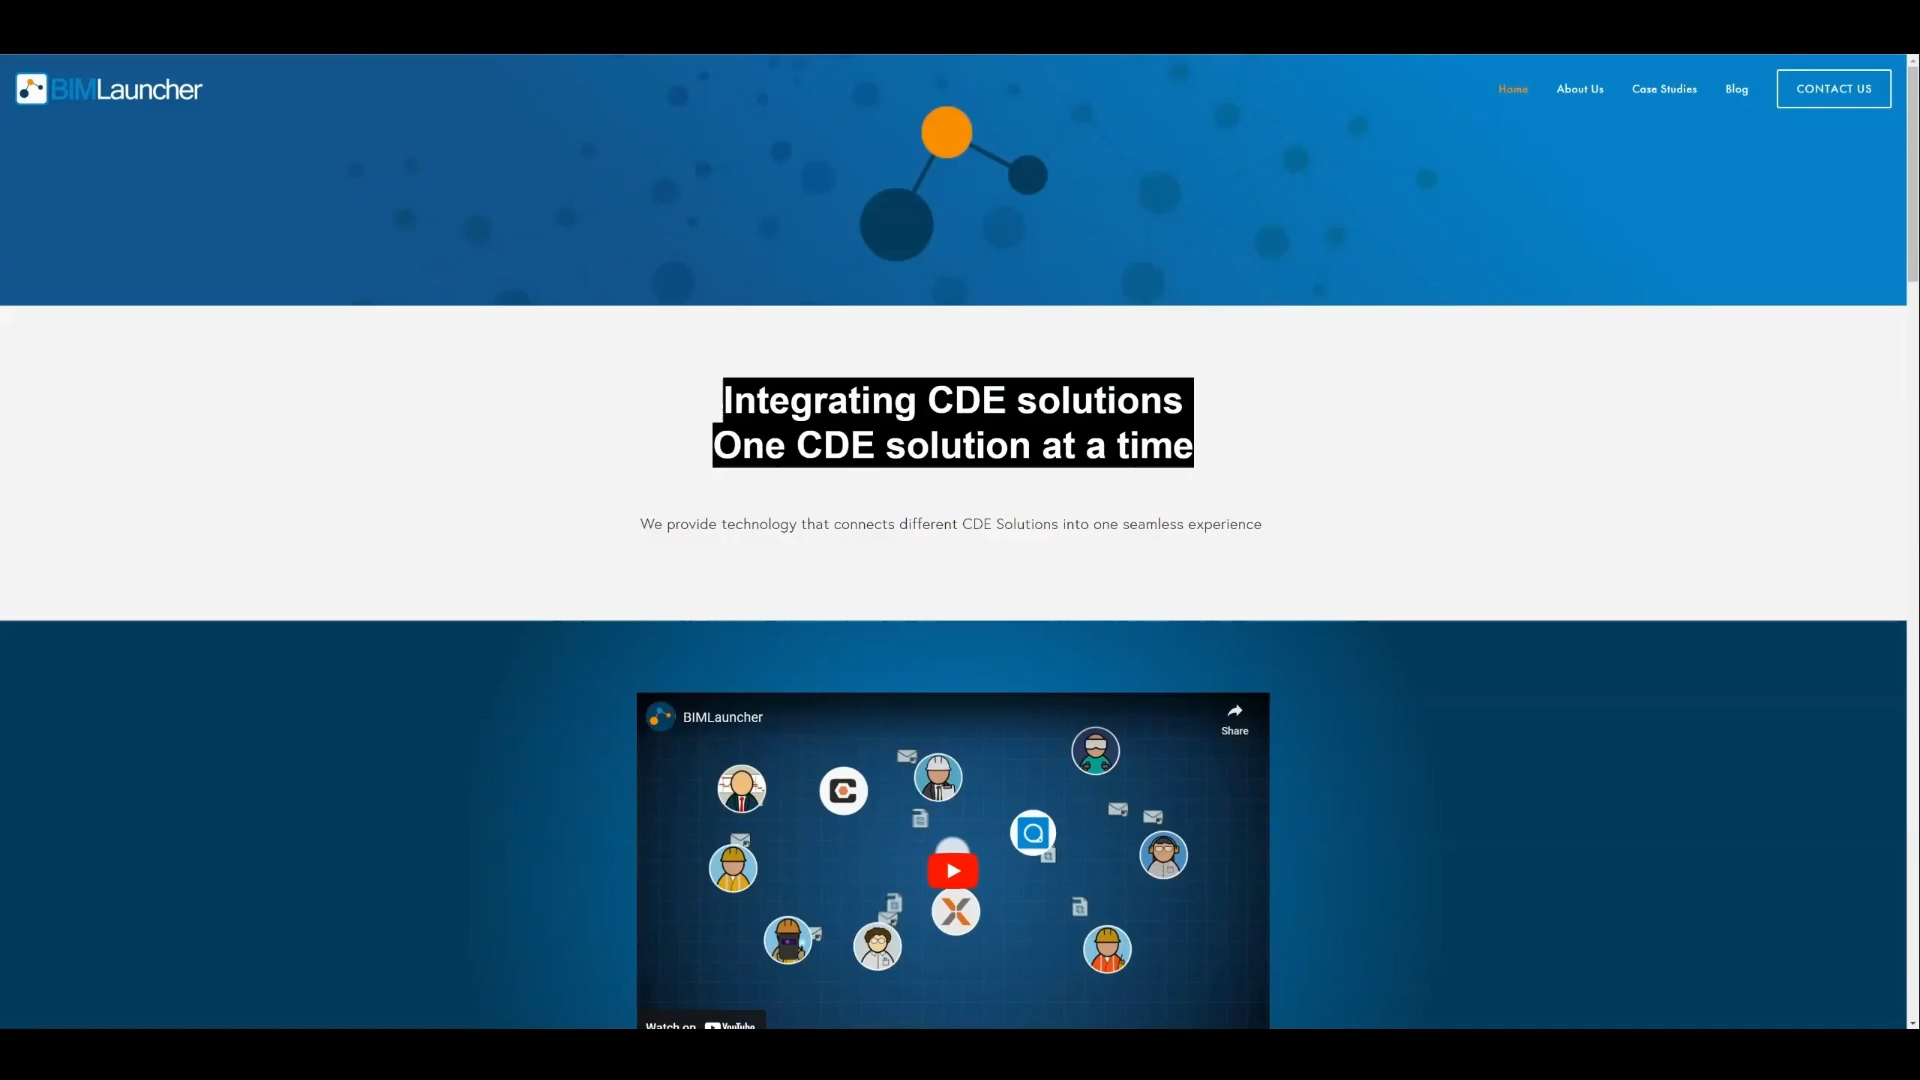 BIMLauncher
Home
About Us
Case Studies
Blog
CONTACT US
Integrating CDE solutions
One CDE solution at a time
We provide technology that connects different CDE Solutions into one seamless experience
BIMLauncher
Share
Watch on YouTube